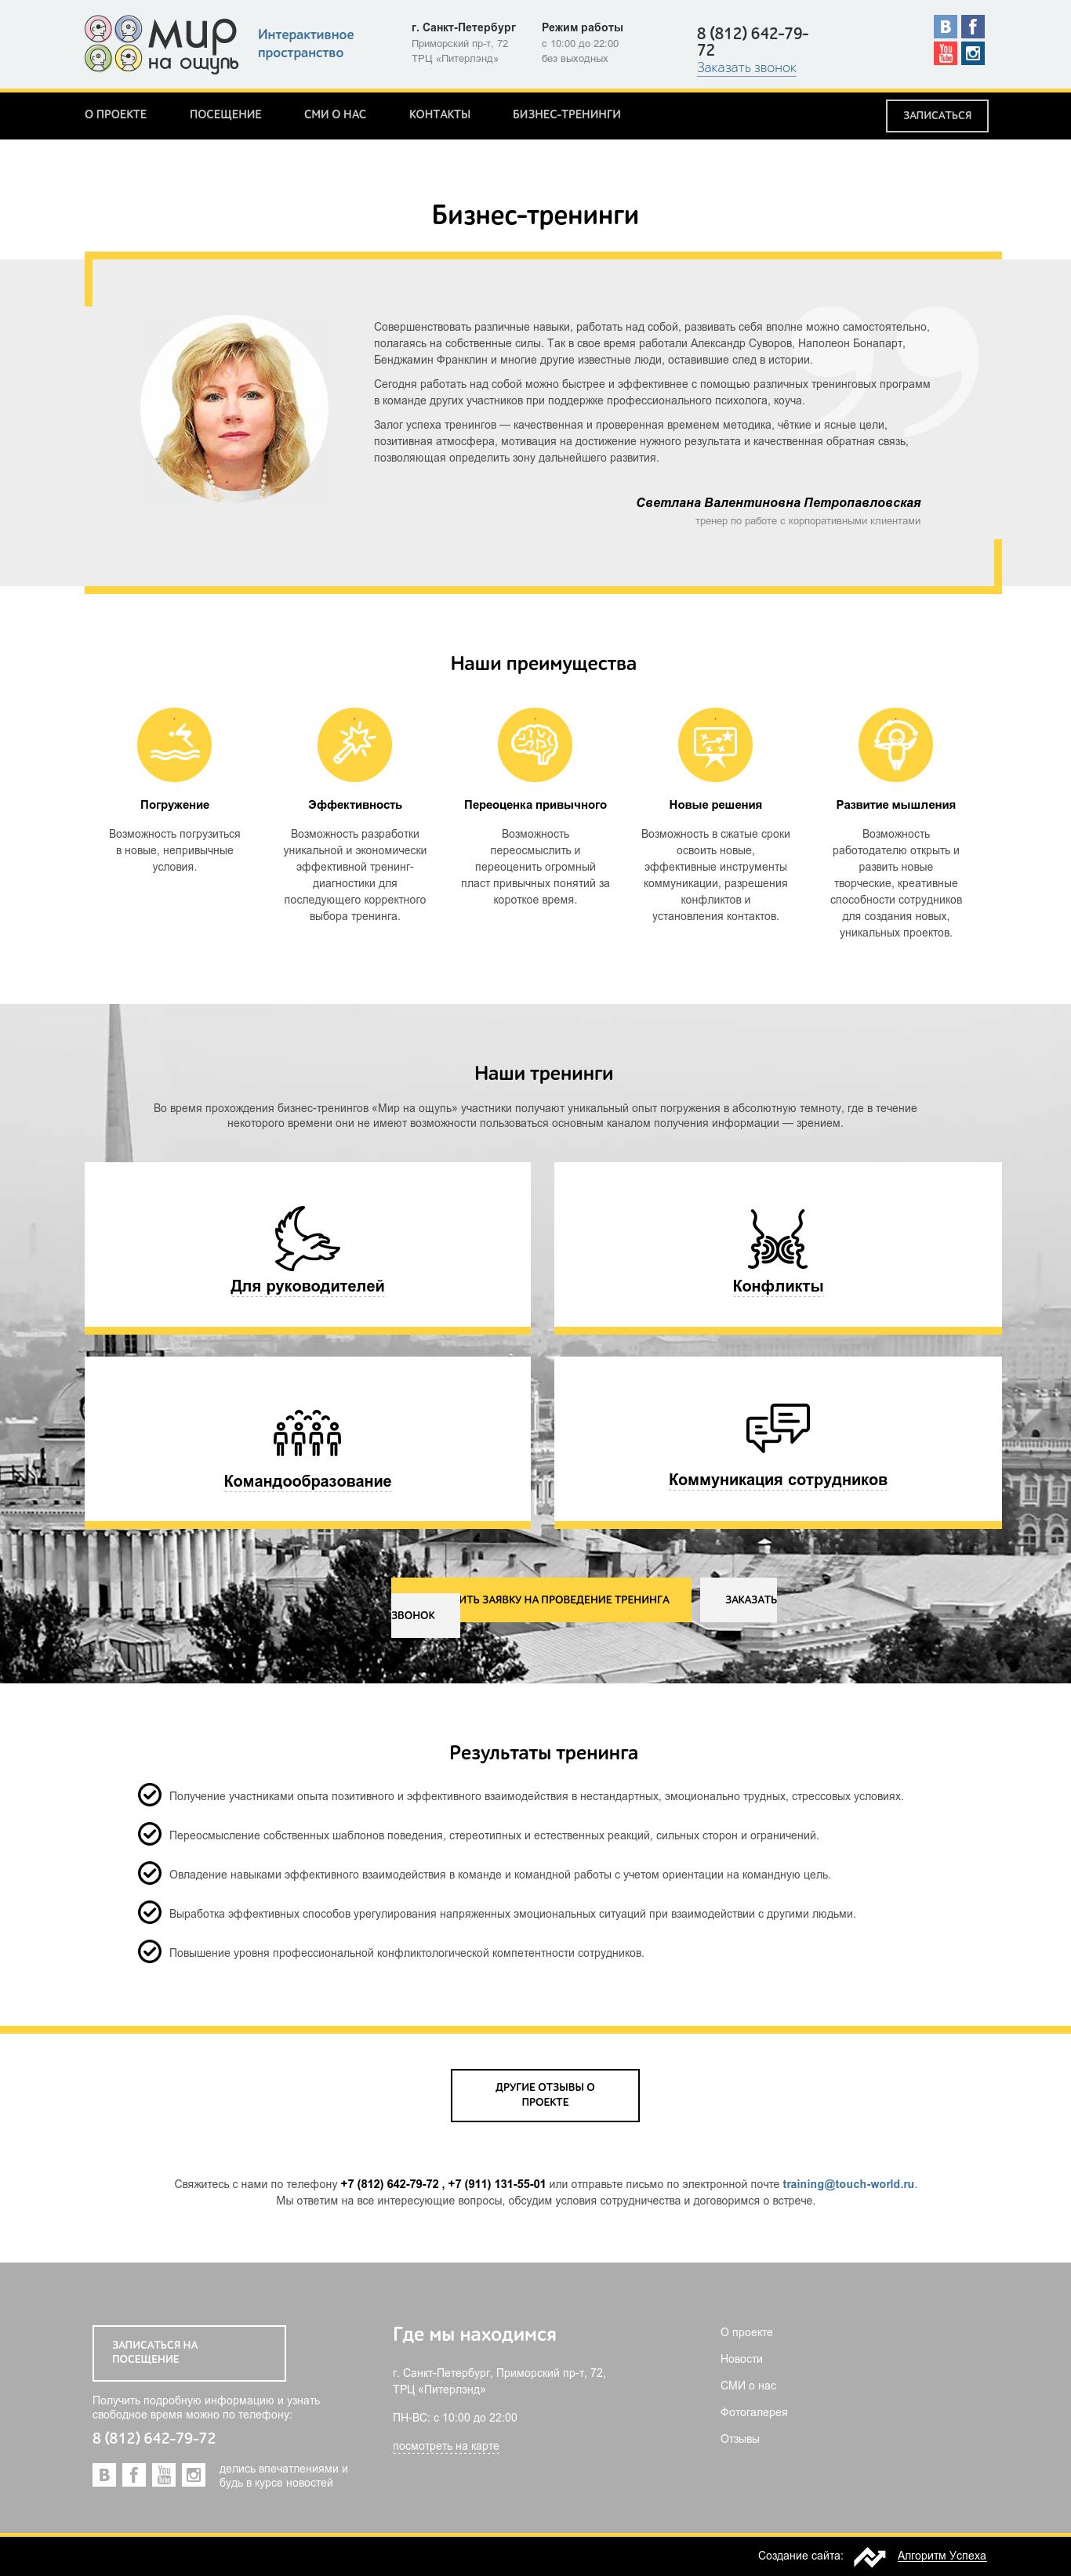 Мир
на ощупь
Интерактивное
пространство
г. Санкт-Петербург
Приморский пр-т, 72
ТРЦ «Питерлэнд»
Режим работы
с 10:00 до 22:00
без выходных
8 (812) 642-79-
72
Заказать звонок
О ПРОЕКТЕ
ПОСЕЩЕНИЕ
СМИ О НАС
КОНТАКТЫ
БИЗНЕС-ТРЕНИНГИ
ЗАПИСАТЬСЯ
Бизнес-тренинги
Совершенствовать различные навыки, работать над собой, развивать себя вполне можно самостоятельно,
полагаясь на собственные силы. Так в свое время работали Александр Суворов, Наполеон Бонапарт,
Бенджамин Франклин и многие другие известные люди, оставившие след в истории.
Сегодня работать над собой можно быстрее и эффективнее с помощью различных тренинговых программ
в команде других участников при поддержке профессионального психолога, коуча.
Залог успеха тренингов — качественная и проверенная временем методика, чёткие и ясные цели,
позитивная атмосфера, мотивация на достижение нужного результата и качественная обратная связь,
позволяющая определить зону дальнейшего развития.
Светлана Валентиновна Петропавловская
тренер по работе с корпоративными клиентами
Наши преимущества
Погружение
Возможность погрузиться
в новые, непривычные
условия.
Эффективность
Возможность разработки
уникальной и экономически
эффективной тренинг-
диагностики для
последующего корректного
выбора тренинга.
Переоценка привычного
Возможность
переосмыслить и
переоценить огромный
пласт привычных понятий за
короткое время.
Новые решения
Возможность в сжатые сроки
освоить новые,
эффективные инструменты
коммуникации, разрешения
конфликтов и
установления контактов.
Развитие мышления
Возможность
работодателю открыть и
развить новые
творческие, креативные
способности сотрудников
для создания новых,
уникальных проектов.
Наши тренинги
Во время прохождения бизнес-тренингов «Мир на ощупь» участники получают уникальный опыт погружения в абсолютную темноту, где в течение
некоторого времени они не имеют возможности пользоваться основным каналом получения информации — зрением.
Для руководителей
Конфликты
Командообразование
Коммуникация сотрудников
ИТЬ ЗАЯВКУ НА ПРОВЕДЕНИЕ ТРЕНИНГА
ЗАКАЗАТЬ
ЗВОНОК
Результаты тренинга
Получение участниками опыта позитивного и эффективного взаимодействия в нестандартных, эмоционально трудных, стрессовых условиях.
Переосмысление собственных шаблонов поведения, стереотипных и естественных реакций, сильных сторон и ограничений.
Овладение навыками эффективного взаимодействия в команде и командной работы с учетом ориентации на командную цель.
Выработка эффективных способов урегулирования напряженных эмоциональных ситуаций при взаимодействии с другими людьми.
Повышение уровня профессиональной конфликтологической компетентности сотрудников.
ДРУГИЕ ОТЗЫВЫ О
ПРОЕКТЕ
Свяжитесь с нами по телефону +7 (812) 642-79-72 , +7 (911) 131-55-01 или отправьте письмо по электронной почте training@touch-world.ru.
Мы ответим на все интересующие вопросы, обсудим условия сотрудничества и договоримся о встрече.
ЗАПИСАТЬСЯ НА
ПОСЕЩЕНИЕ
Получить подробную информацию и узнать
свободное время можно по телефону:
8 (812) 642-79-72
делись впечатлениями и
будь в курсе новостей
Где мы находимся
г. Санкт-Петербург, Приморский пр-т, 72,
ТРЦ «Питерлэнд»
ПН-ВС: с 10:00 до 22:00
посмотреть на карте
О проекте
Новости
СМИ о нас
Фотогалерея
Отзывы
Создание сайта:
Алгоритм Успеха